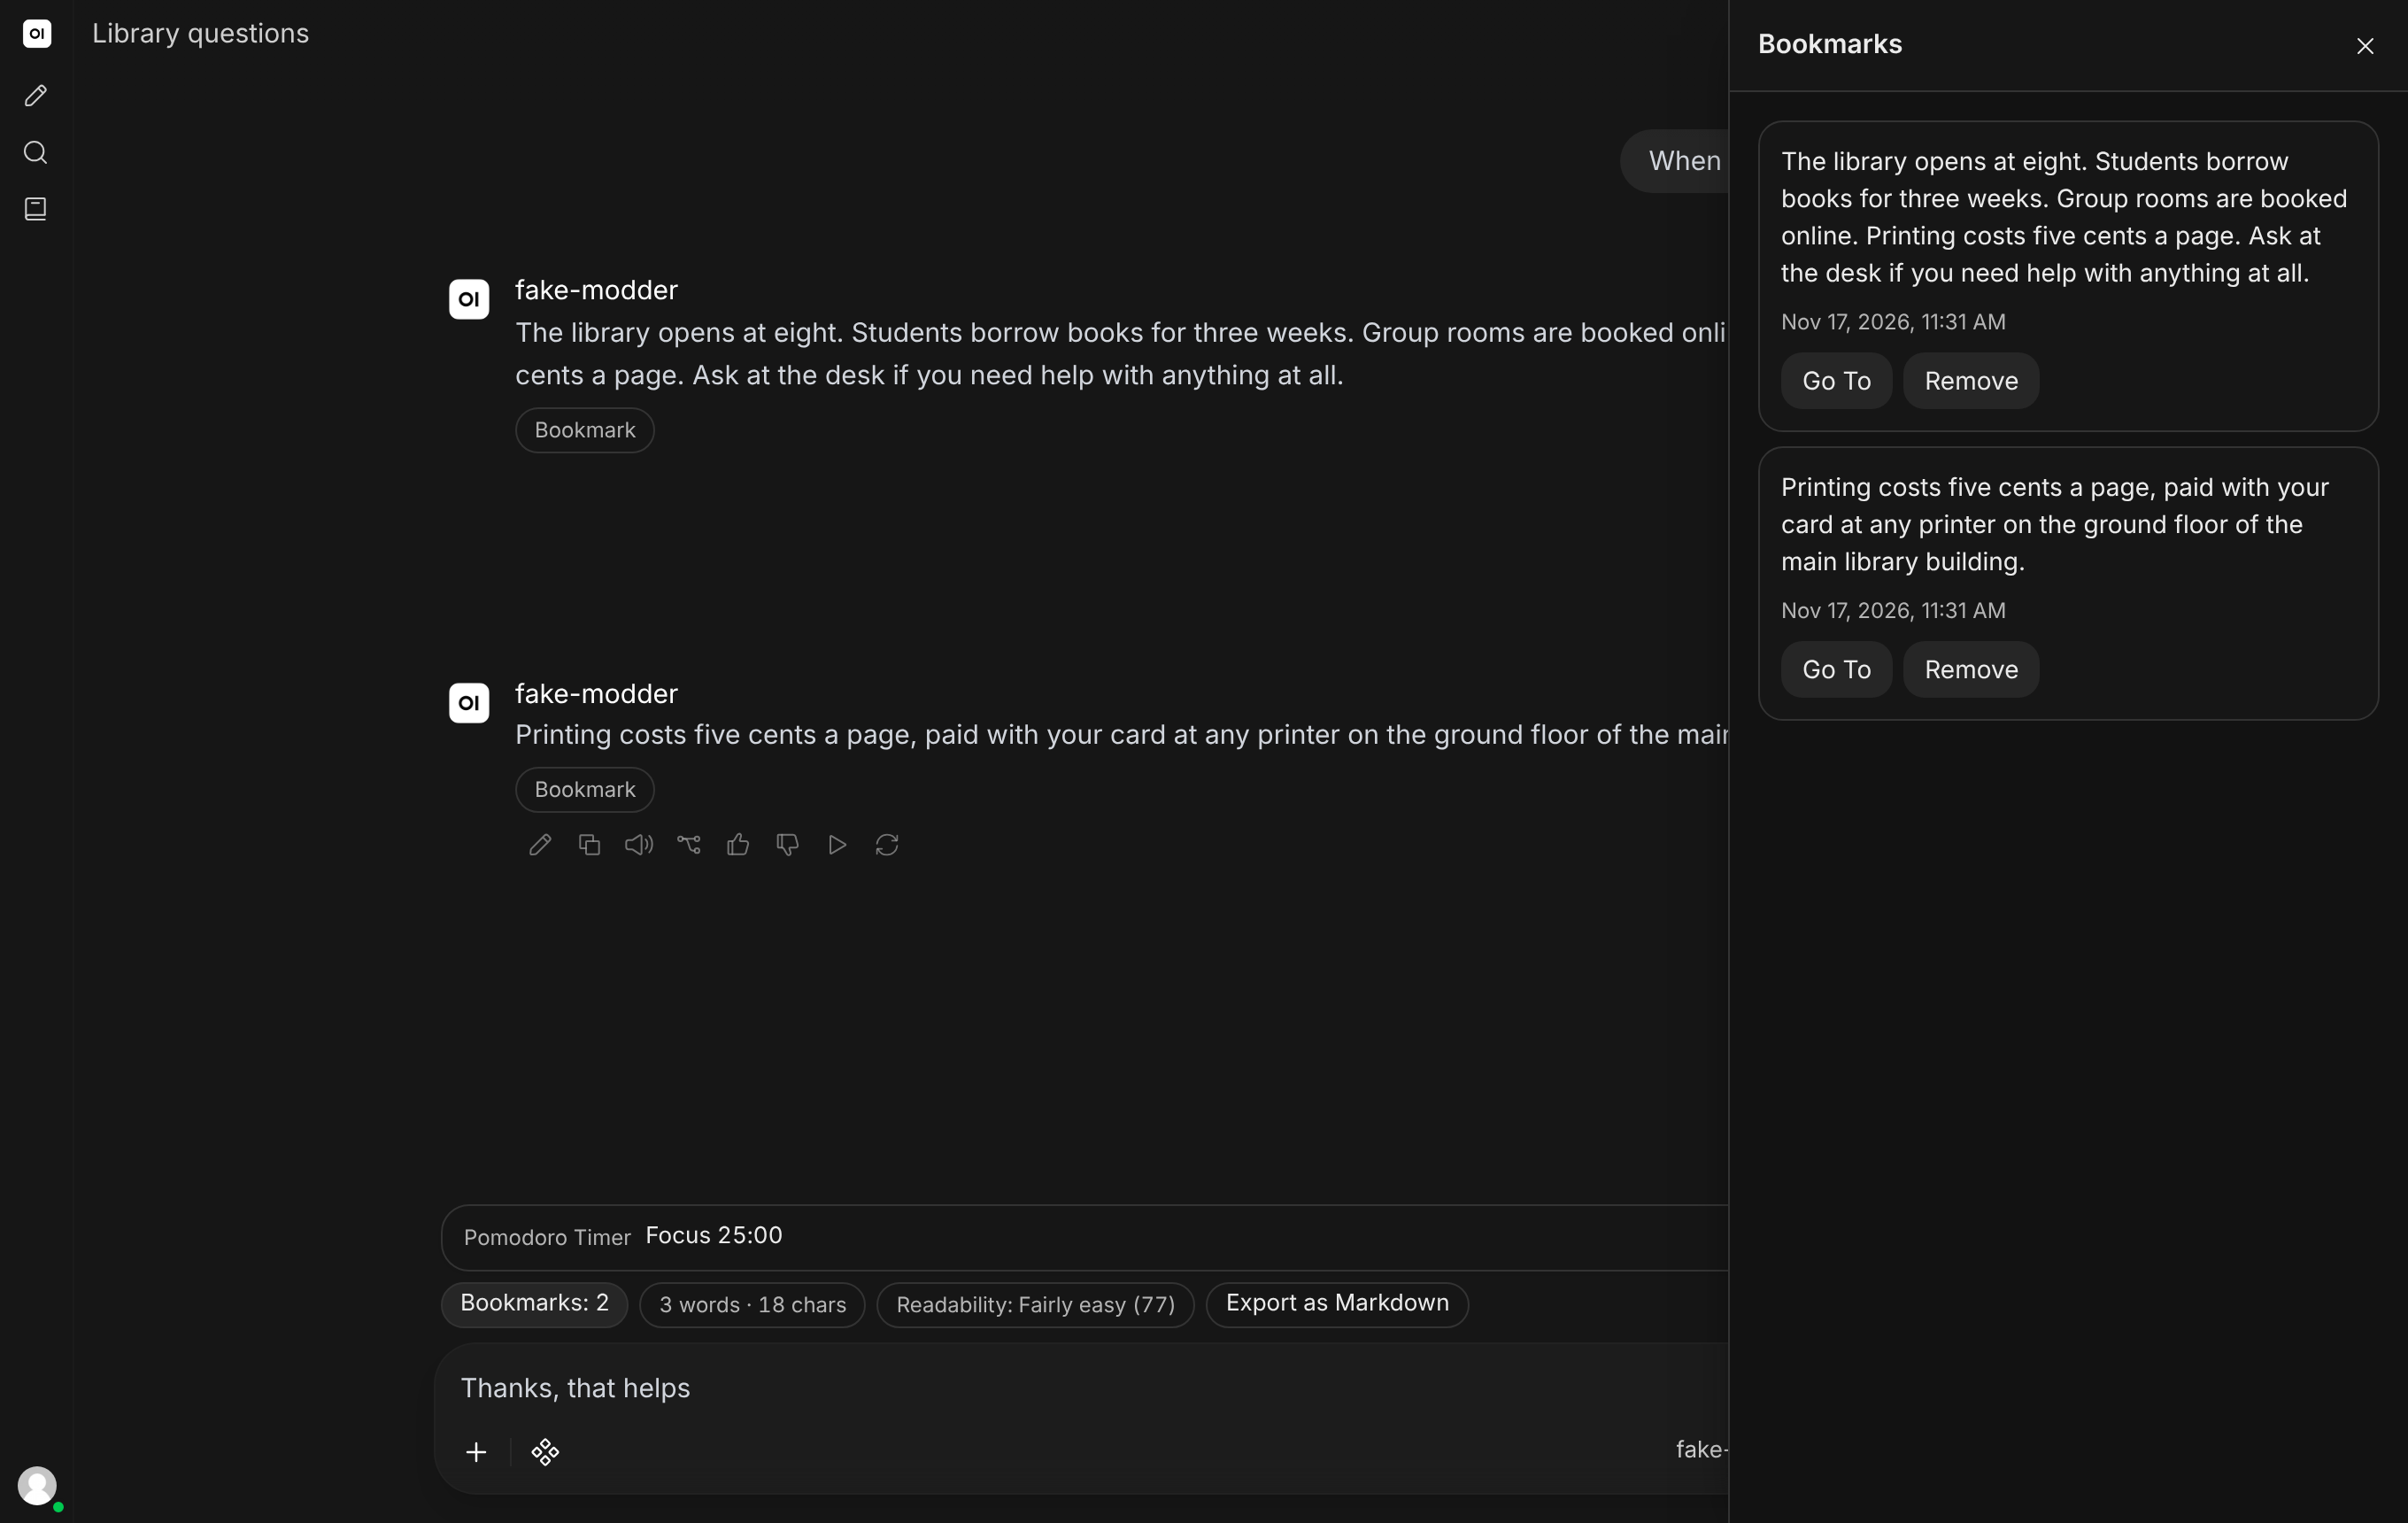 OI
Library questions
When
OI
fake-modder
The library opens at eight. Students borrow books for three weeks. Group rooms are booked onli
cents a page. Ask at the desk if you need help with anything at all.
Bookmark
OI
fake-modder
Printing costs five cents a page, paid with your card at any printer on the ground floor of the main
Bookmark
Pomodoro Timer Focus 25:00
Bookmarks: 2
3 words · 18 chars
Readability: Fairly easy (77)
Export as Markdown
Thanks, that helps
fake-
Bookmarks
The library opens at eight. Students borrow
books for three weeks. Group rooms are booked
online. Printing costs five cents a page. Ask at
the desk if you need help with anything at all.
Nov 17, 2026, 11:31 AM
Go To
Remove
Printing costs five cents a page, paid with your
card at any printer on the ground floor of the
main library building.
Nov 17, 2026, 11:31 AM
Go To
Remove